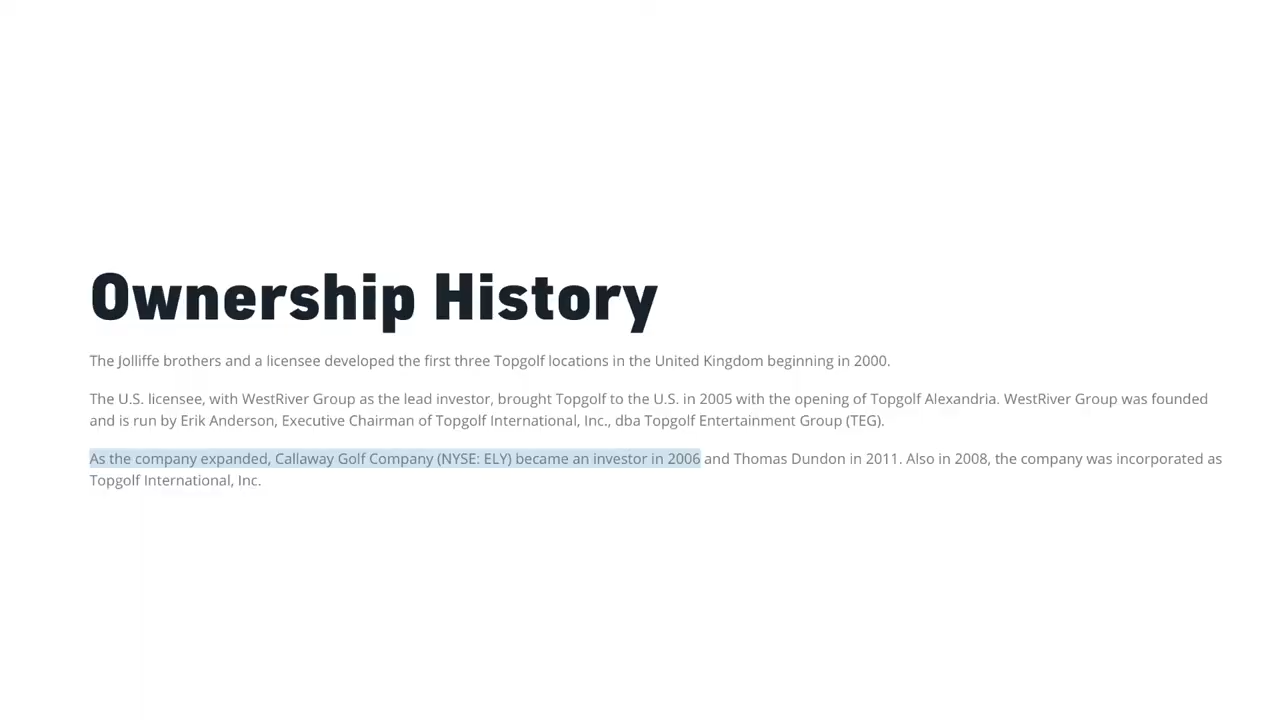 Ownership History
The Jolliffe brothers and a licensee developed the first three Topgolf locations in the United Kingdom beginning in 2000.
The U.S. licensee, with WestRiver Group as the lead investor, brought Topgolf to the U.S. in 2005 with the opening of Topgolf Alexandria. WestRiver Group was founded
and is run by Erik Anderson, Executive Chairman of Topgolf International, Inc., dba Topgolf Entertainment Group (TEG).
As the company expanded, Callaway Golf Company (NYSE: ELY) became an investor in 2006 and Thomas Dundon in 2011. Also in 2008, the company was incorporated as
Topgolf International, Inc.